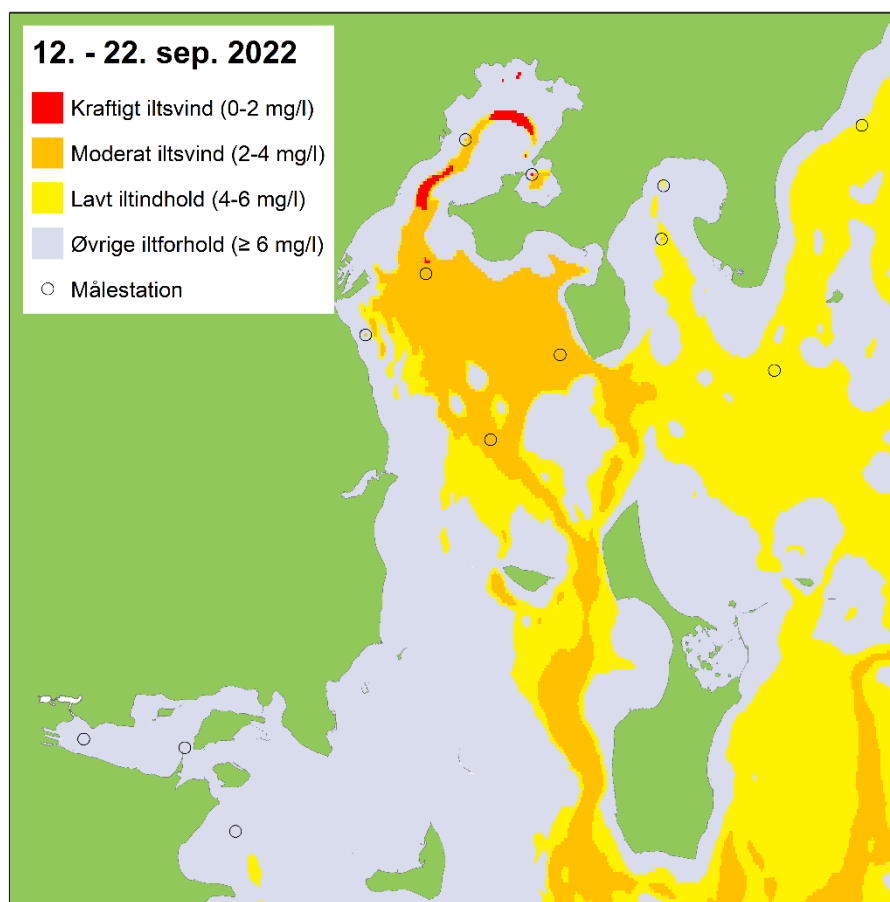 12. - 22. sep. 2022
Kraftigt iltsvind (0-2 mg/l)
Moderat iltsvind (2-4 mg/l)
Lavt iltindhold (4-6 mg/l)
Øvrige iltforhold (≥ 6 mg/l)
Målestation